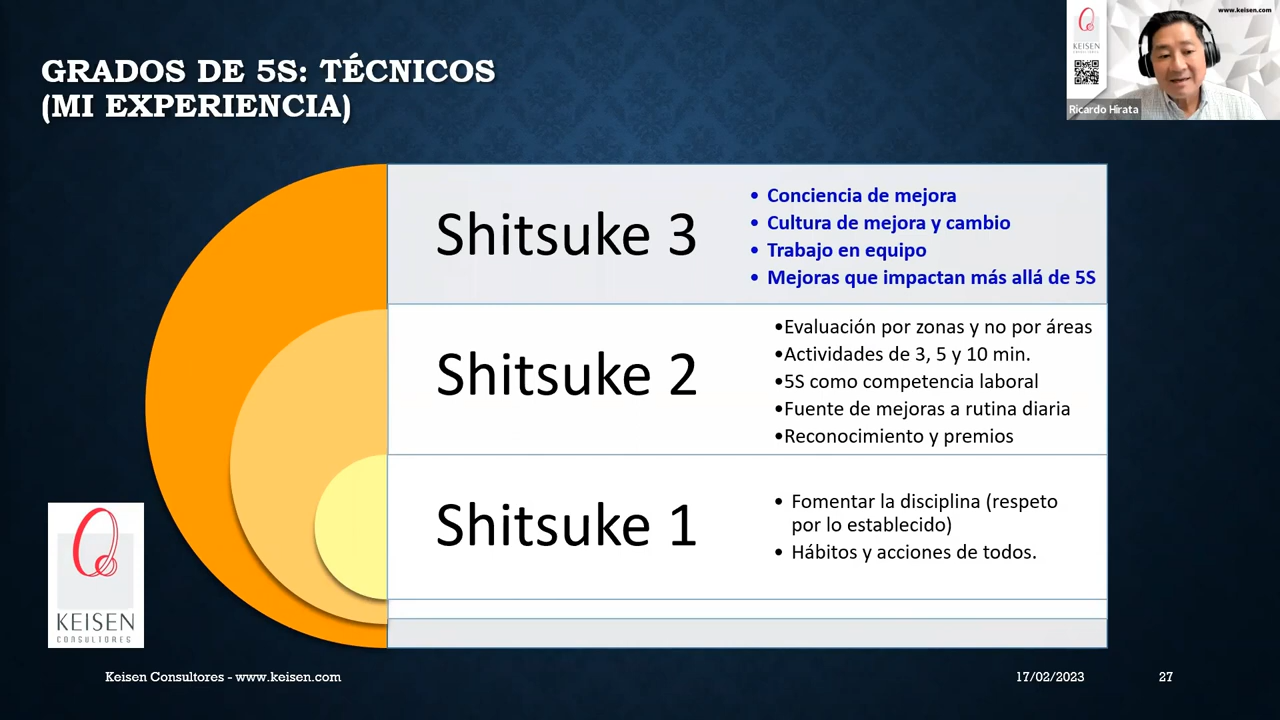 GRADOS DE 5S: TÉCNICOS
(MI EXPERIENCIA)
www.keisen.com
KEISEN
CONSULTORES
Ricardo Hirata
Shitsuke 3
• Conciencia de mejora
• Cultura de mejora y cambio
• Trabajo en equipo
• Mejoras que impactan más allá de 5S
Shitsuke 2
•Evaluación por zonas y no por áreas
•Actividades de 3, 5 y 10 min.
•5S como competencia laboral
•Fuente de mejoras a rutina diaria
•Reconocimiento y premios
Shitsuke 1
• Fomentar la disciplina (respeto
por lo establecido)
• Hábitos y acciones de todos.
KEISEN
CONSULTORES
Keisen Consultores - www.keisen.com
17/02/2023
27